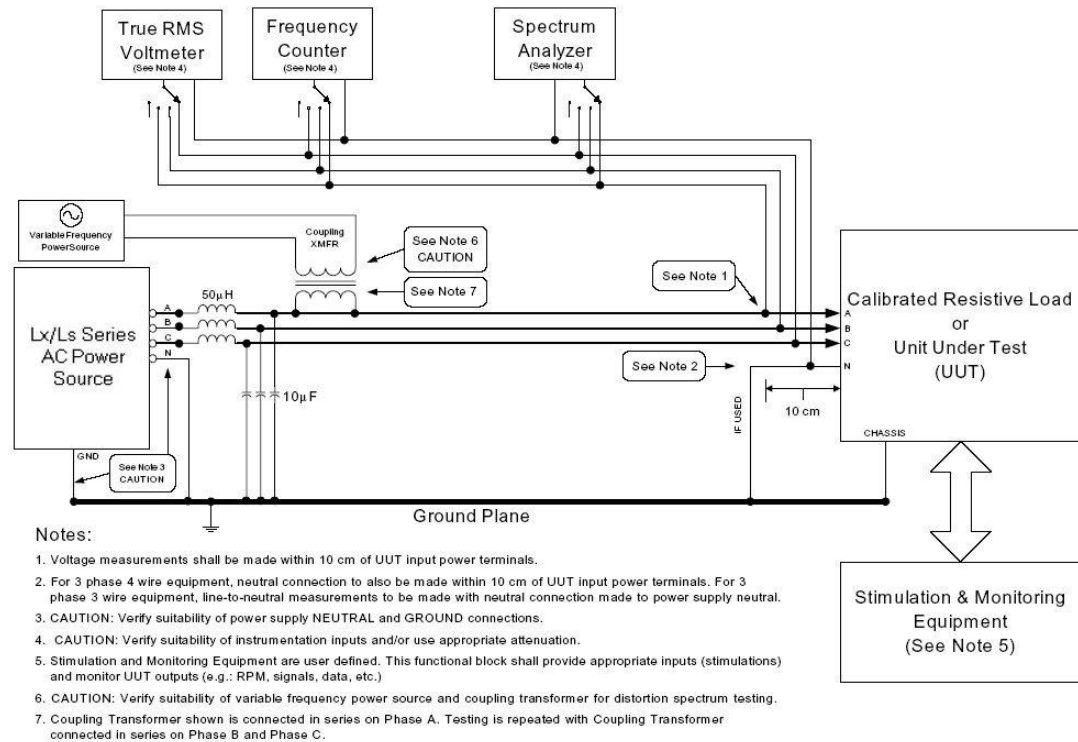 True RMS
Voltmeter
(See Note 4)
Frequency
Counter
(See Note 4)
Spectrum
Analyzer
(See Note 4)
Variable Frequency
PowerSource
Coupling
XMFR
See Note 6
CAUTION
See Note 7
See Note 1
50µH
A
B
C
N
Lx/Ls Series
AC Power
Source
10µF
See Note 2
IF USED
10 cm
A
B
C
N
Calibrated Resistive Load
or
Unit Under Test
(UUT)
CHASSIS
GND
See Note 3
CAUTION
Ground Plane
Stimulation & Monitoring
Equipment
(See Note 5)
Notes:
1. Voltage measurements shall be made within 10 cm of UUT input power terminals.
2. For 3 phase 4 wire equipment, neutral connection to also be made within 10 cm of UUT input power terminals. For 3
phase 3 wire equipment, line-to-neutral measurements to be made with neutral connection made to power supply neutral.
3. CAUTION: Verify suitability of power supply NEUTRAL and GROUND connections.
4. CAUTION: Verify suitability of instrumentation inputs and/or use appropriate attenuation.
5. Stimulation and Monitoring Equipment are user defined. This functional block shall provide appropriate inputs (stimulations)
and monitor UUT outputs (e.g.: RPM, signals, data, etc.)
6. CAUTION: Verify suitability of variable frequency power source and coupling transformer for distortion spectrum testing.
7. Coupling Transformer shown is connected in series on Phase A. Testing is repeated with Coupling Transformer
connected in series on Phase B and Phase C.